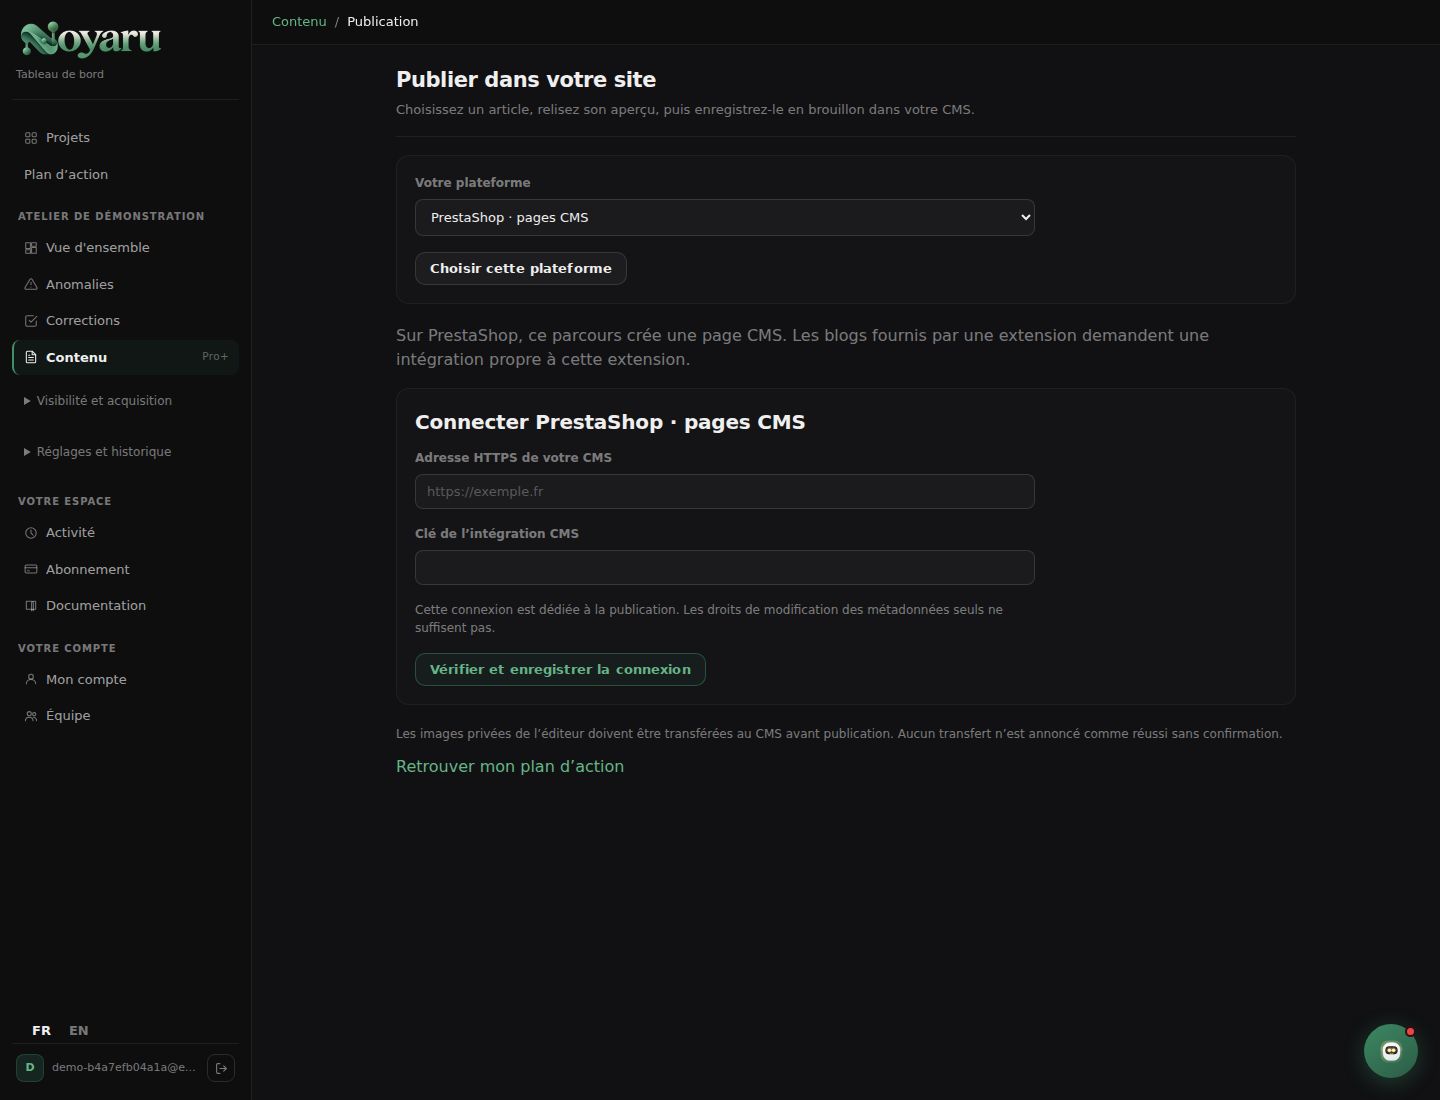 Noyaru
Tableau de bord
Projets
Plan d’action
ATELIER DE DÉMONSTRATION
Vue d'ensemble
Anomalies
Corrections
Contenu Pro+
Visibilité et acquisition
Réglages et historique
VOTRE ESPACE
Activité
Abonnement
Documentation
VOTRE COMPTE
Mon compte
Équipe
FR EN
D demo-b4a7efb04a1a@e...
Contenu / Publication
Publier dans votre site
Choisissez un article, relisez son aperçu, puis enregistrez-le en brouillon dans votre CMS.
Votre plateforme
PrestaShop · pages CMS
Choisir cette plateforme
Sur PrestaShop, ce parcours crée une page CMS. Les blogs fournis par une extension demandent une
intégration propre à cette extension.
Connecter PrestaShop · pages CMS
Adresse HTTPS de votre CMS
https://exemple.fr
Clé de l’intégration CMS
Cette connexion est dédiée à la publication. Les droits de modification des métadonnées seuls ne
suffisent pas.
Vérifier et enregistrer la connexion
Les images privées de l’éditeur doivent être transférées au CMS avant publication. Aucun transfert n’est annoncé comme réussi sans confirmation.
Retrouver mon plan d’action